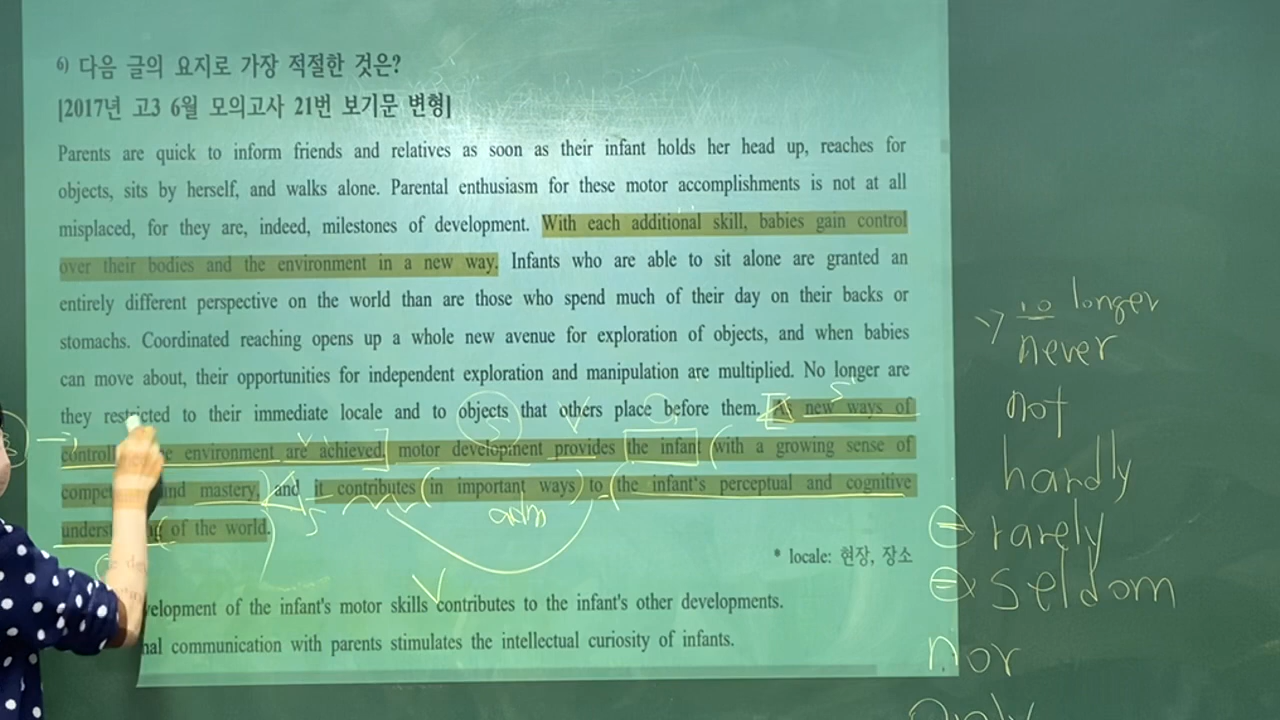 6) 다음 글의 요지로 가장 적절한 것은?
[2017년 고3 6월 모의고사 21번 보기문 변형]
Parents are quick to inform friends and relatives as soon as their infant holds her head up, reaches for
objects, sits by herself, and walks alone. Parental enthusiasm for these motor accomplishments is not at all
misplaced, for they are, indeed, milestones of development. With each additional skill, babies gain control
over their bodies and the environment in a new way. Infants who are able to sit alone are granted an
entirely different perspective on the world than are those who spend much of their day on their backs or
stomachs. Coordinated reaching opens up a whole new avenue for exploration of objects, and when babies
can move about, their opportunities for independent exploration and manipulation are multiplied. No longer are
they restricted to their immediate locale and to objects that others place before them. As new ways of
controll e environment are achieved, motor development provides the infant with a growing sense of
compet and mastery, and it contributes in important ways to the infant's perceptual and cognitive
underst g of the world.
* locale: 현장, 장소
velopment of the infant's motor skills contributes to the infant's other developments.
nal communication with parents stimulates the intellectual curiosity of infants.
S
V
S
V
S
adm
V
no longer
never
not
hardly
rarely
seldom
nor
only